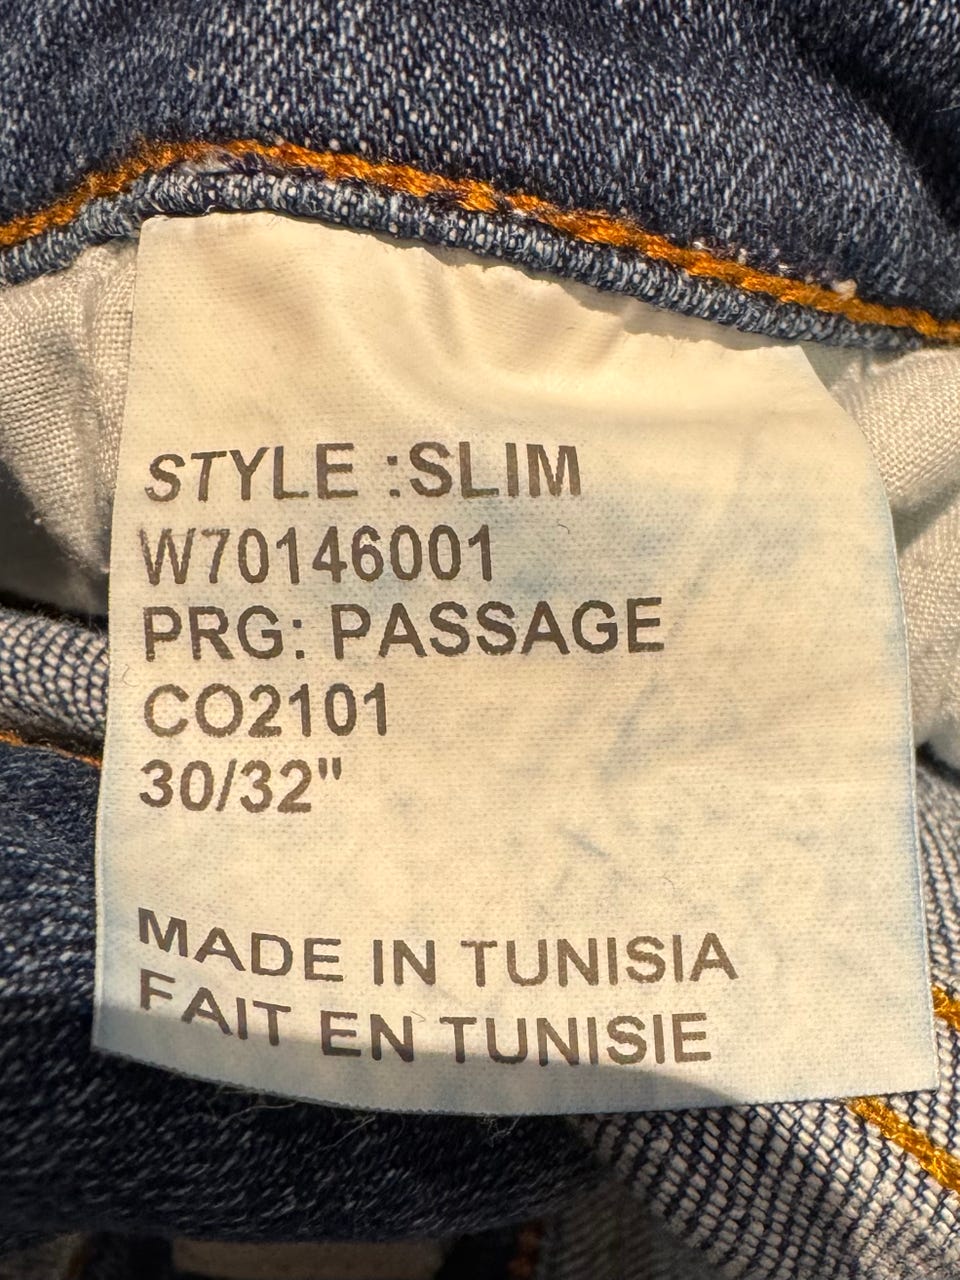 STYLE :SLIM
W70146001
PRG: PASSAGE
CO2101
30/32"
MADE IN TUNISIA
FAIT EN TUNISIE